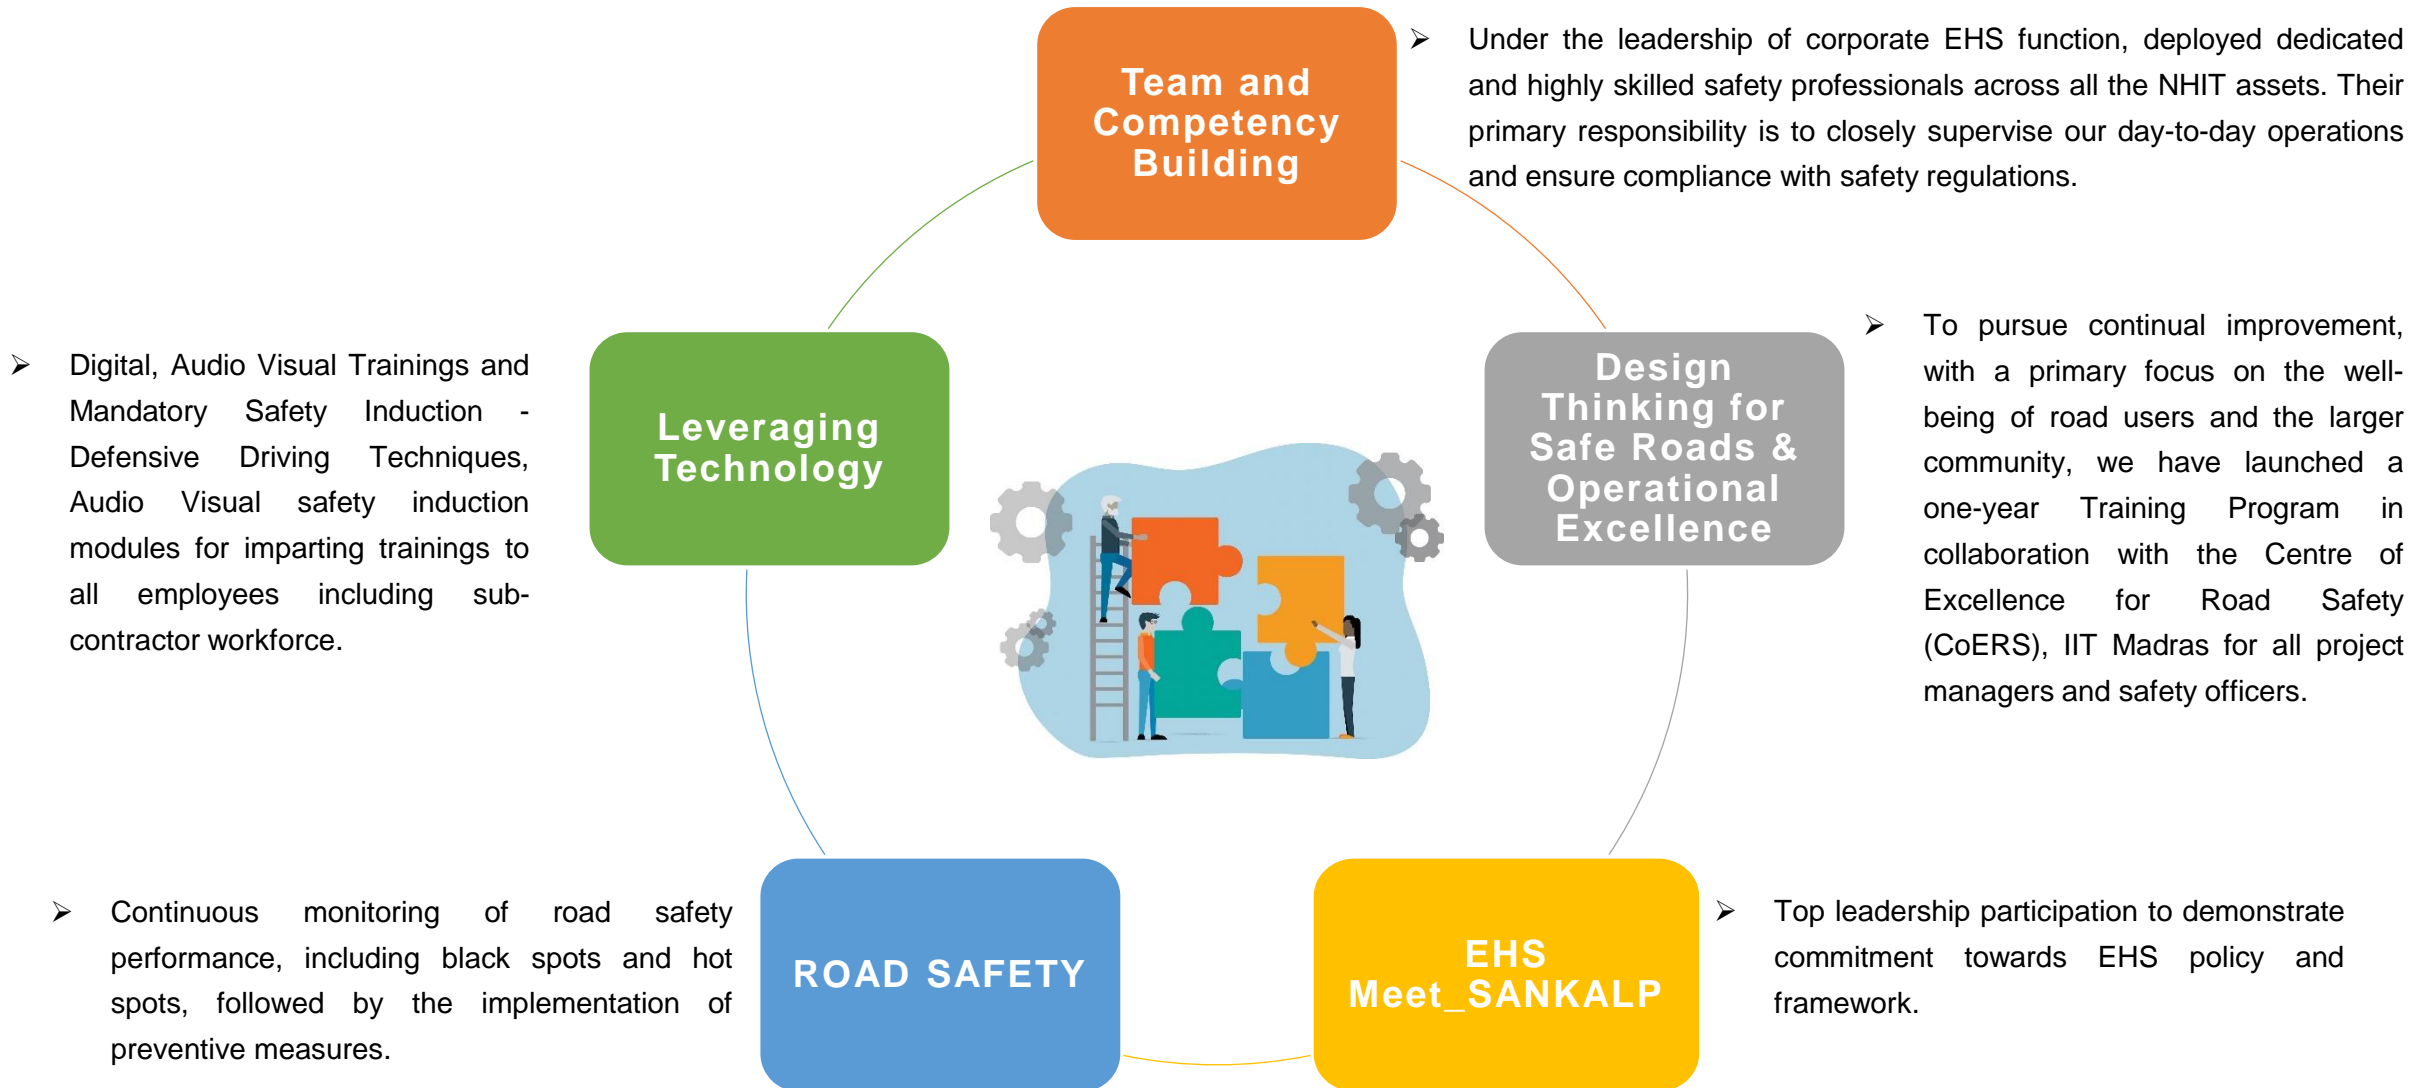 Team and
Competency
Building
➢ Under the leadership of corporate EHS function, deployed dedicated
and highly skilled safety professionals across all the NHIT assets. Their
primary responsibility is to closely supervise our day-to-day operations
and ensure compliance with safety regulations.
Design
Thinking for
Safe Roads &
Operational
Excellence
➢ To pursue continual improvement,
with a primary focus on the well-
being of road users and the larger
community, we have launched a
one-year Training Program in
collaboration with the Centre of
Excellence for Road Safety
(CoERS), IIT Madras for all project
managers and safety officers.
EHS
Meet_SANKALP
➢ Top leadership participation to demonstrate
commitment towards EHS policy and
framework.
ROAD SAFETY
➢ Continuous monitoring of road safety
performance, including black spots and hot
spots, followed by the implementation of
preventive measures.
Leveraging
Technology
➢ Digital, Audio Visual Trainings and
Mandatory Safety Induction -
Defensive Driving Techniques,
Audio Visual safety induction
modules for imparting trainings to
all employees including sub-
contractor workforce.